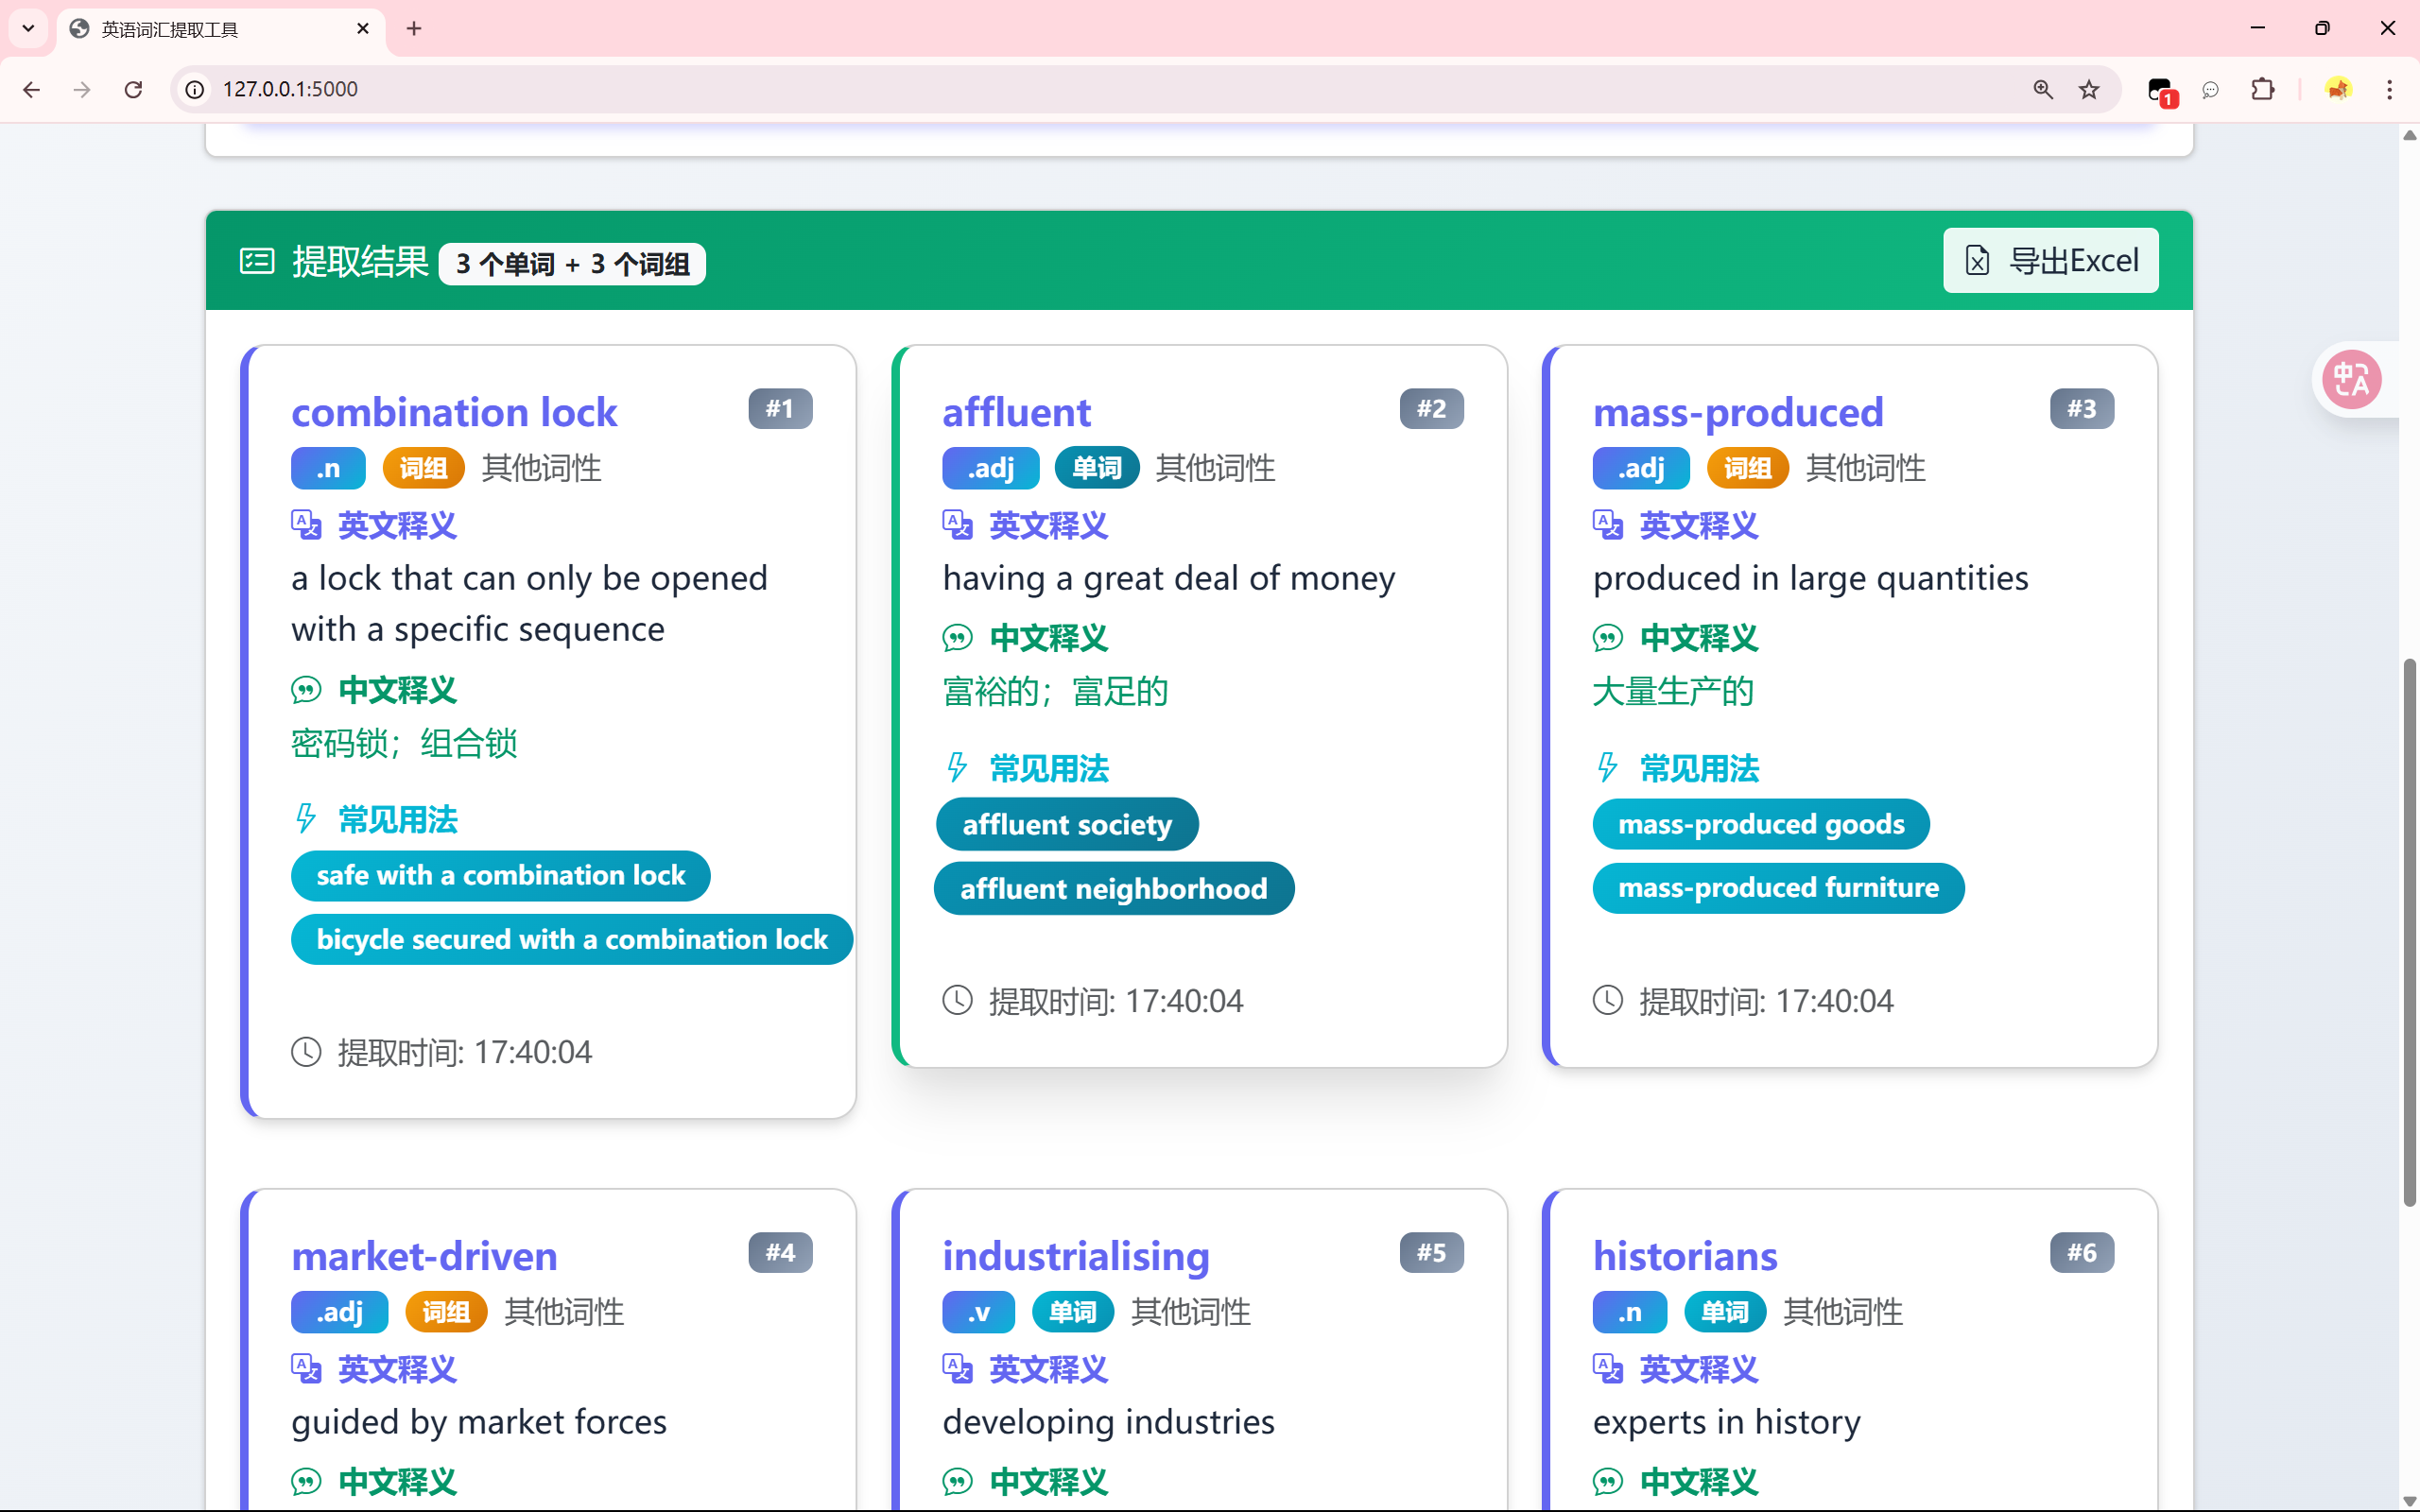 英语词汇提取工具
127.0.0.1:5000
1
提取结果 3 个单词 + 3 个词组
导出Excel
combination lock
#1
.n 词组 其他词性
英文释义
a lock that can only be opened
with a specific sequence
中文释义
密码锁；组合锁
常见用法
safe with a combination lock
bicycle secured with a combination lock
提取时间: 17:40:04
affluent
#2
.adj 单词 其他词性
英文释义
having a great deal of money
中文释义
富裕的；富足的
常见用法
affluent society
affluent neighborhood
提取时间: 17:40:04
mass-produced
#3
.adj 词组 其他词性
英文释义
produced in large quantities
中文释义
大量生产的
常见用法
mass-produced goods
mass-produced furniture
提取时间: 17:40:04
market-driven
#4
.adj 词组 其他词性
英文释义
guided by market forces
中文释义
industrialising
#5
.v 单词 其他词性
英文释义
developing industries
中文释义
historians
#6
.n 单词 其他词性
英文释义
experts in history
中文释义